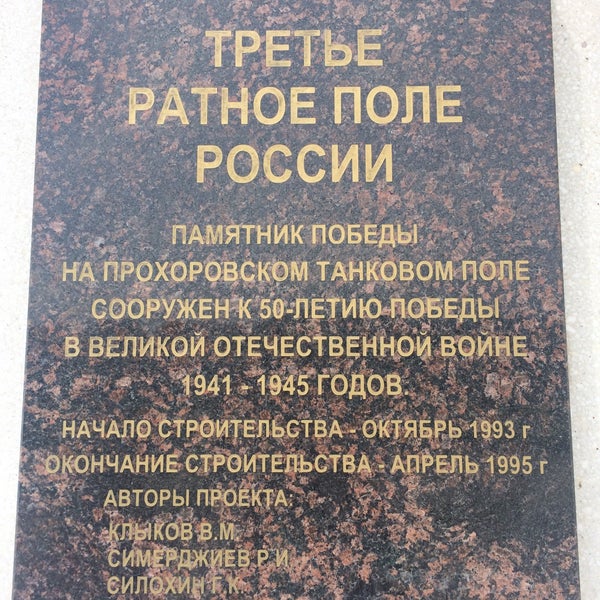 ТРЕТЬЕ
РАТНОЕ ПОЛЕ
РОССИИ
ПАМЯТНИК ПОБЕДЫ
НА ПРОХОРОВСКОМ ТАНКОВОМ ПОЛЕ
СООРУЖЕН К 50-ЛЕТИЮ ПОБЕДЫ
В ВЕЛИКОЙ ОТЕЧЕСТВЕННОЙ ВОЙНЕ
1941 - 1945 ГОДОВ.
НАЧАЛО СТРОИТЕЛЬСТВА - ОКТЯБРЬ 1993 г
ОКОНЧАНИЕ СТРОИТЕЛЬСТВА - АПРЕЛЬ 1995 г
АВТОРЫ ПРОЕКТА:
КЛЫКОВ В.М.
СИМЕРДЖИЕВ Р.И.
СИЛОХИН Г.К.